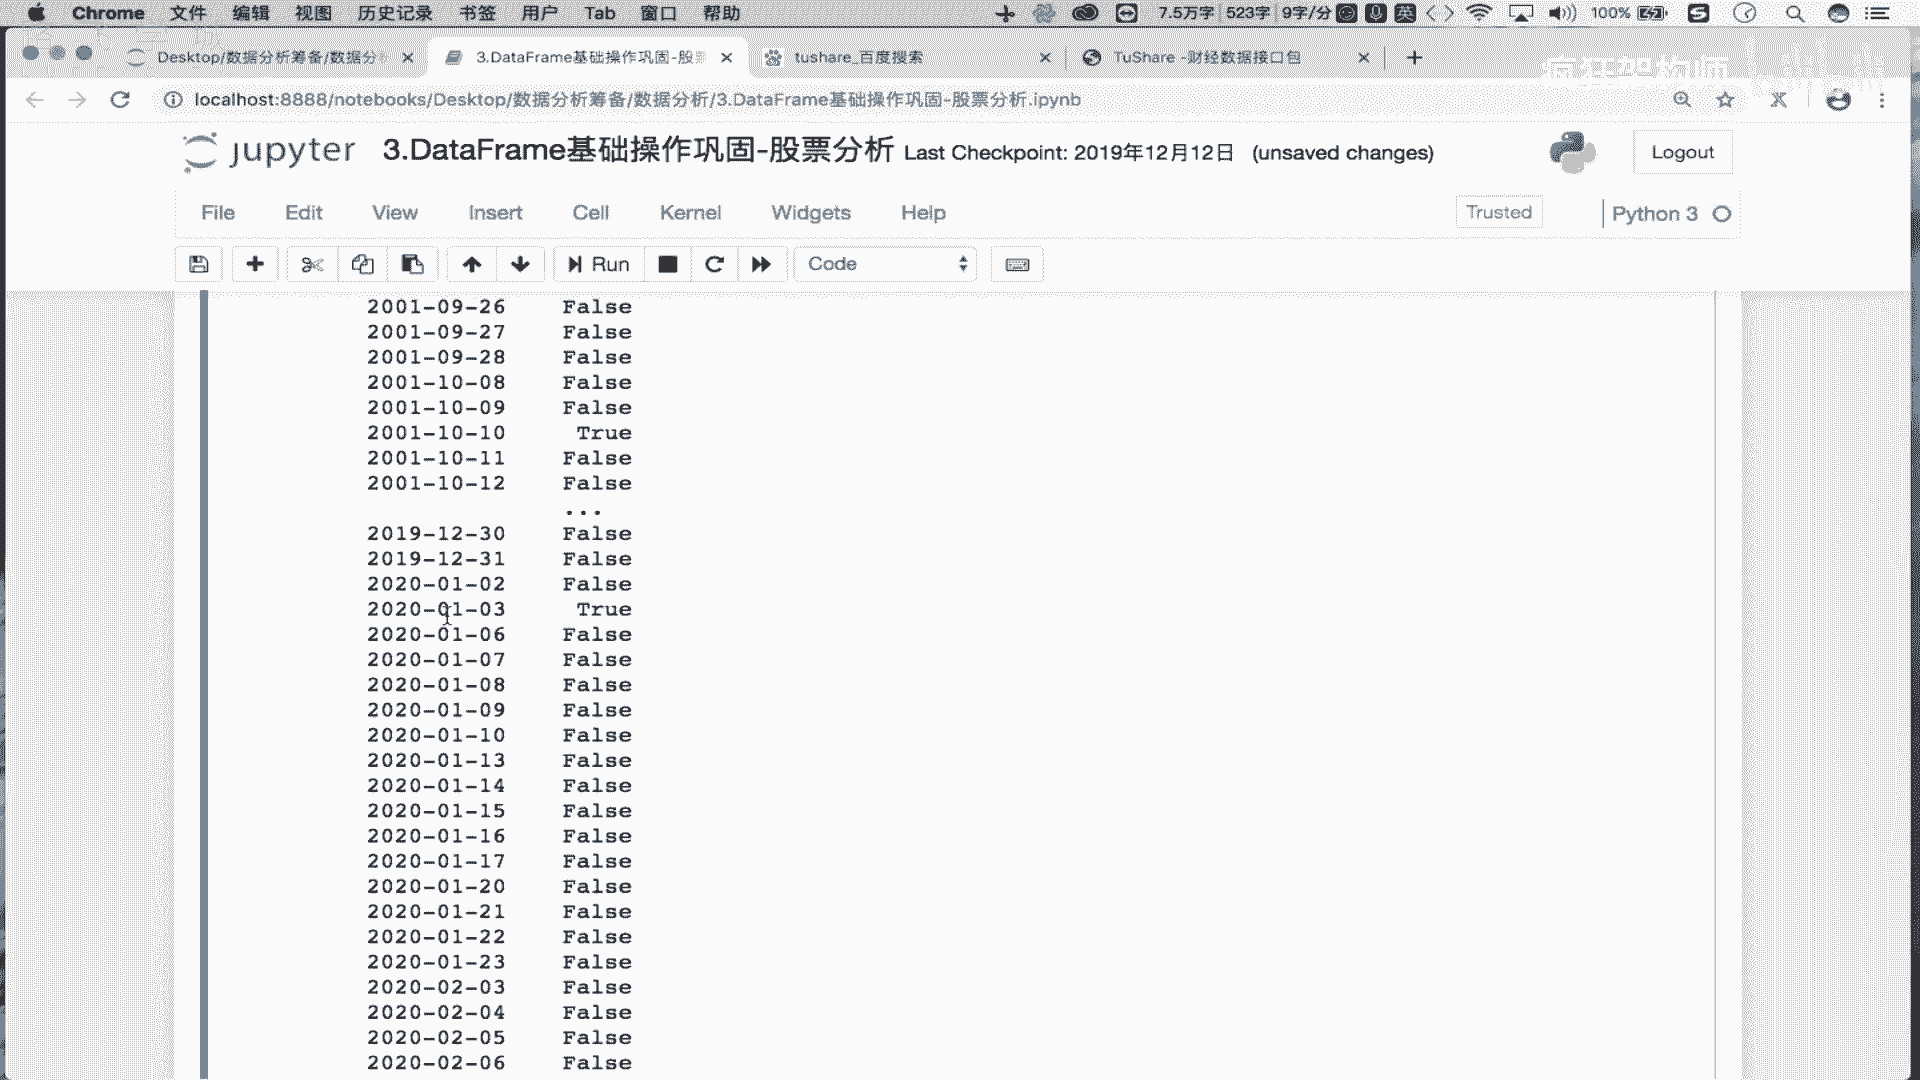 Chrome 文件 编辑 视图 历史记录 书签 用户 Tab 窗口 帮助 7.5万字 523字 9字/分 英 100%
Desktop/数据分析筹备/数据分析 3.DataFrame基础操作巩固-股票 tushare_百度搜索 TuShare -财经数据接口包
疯狂架构师
localhost:8888/notebooks/Desktop/数据分析筹备/数据分析/3.DataFrame基础操作巩固-股票分析.ipynb
jupyter 3.DataFrame基础操作巩固-股票分析 Last Checkpoint: 2019年12月12日 (unsaved changes) Logout
File Edit View Insert Cell Kernel Widgets Help Trusted Python 3
Run Code
2001-09-26 False
2001-09-27 False
2001-09-28 False
2001-10-08 False
2001-10-09 False
2001-10-10 True
2001-10-11 False
2001-10-12 False
...
2019-12-30 False
2019-12-31 False
2020-01-02 False
2020-01-03 True
2020-01-06 False
2020-01-07 False
2020-01-08 False
2020-01-09 False
2020-01-10 False
2020-01-13 False
2020-01-14 False
2020-01-15 False
2020-01-16 False
2020-01-17 False
2020-01-20 False
2020-01-21 False
2020-01-22 False
2020-01-23 False
2020-02-03 False
2020-02-04 False
2020-02-05 False
2020-02-06 False